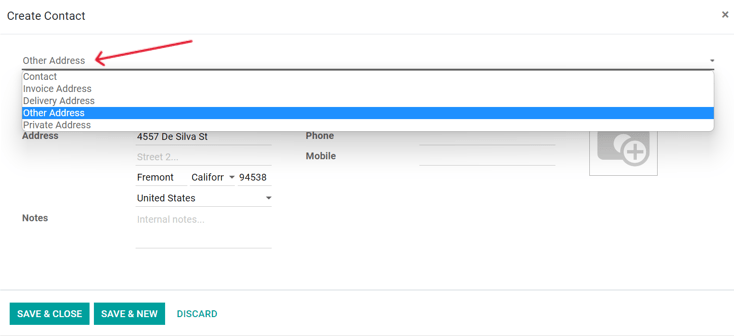 Create Contact ×
Other Address
Contact
Invoice Address
Delivery Address
Other Address
Private Address
Address 4557 De Silva St Phone
Street 2... Mobile
Fremont Califorr 94538
United States
Notes Internal notes...
SAVE & CLOSE SAVE & NEW DISCARD